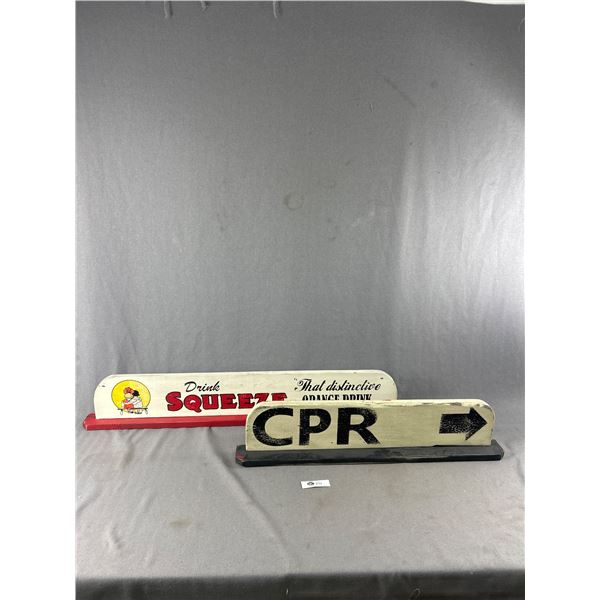 Drink "That distinctive
SQUEEZE ORANGE DRINK
CPR